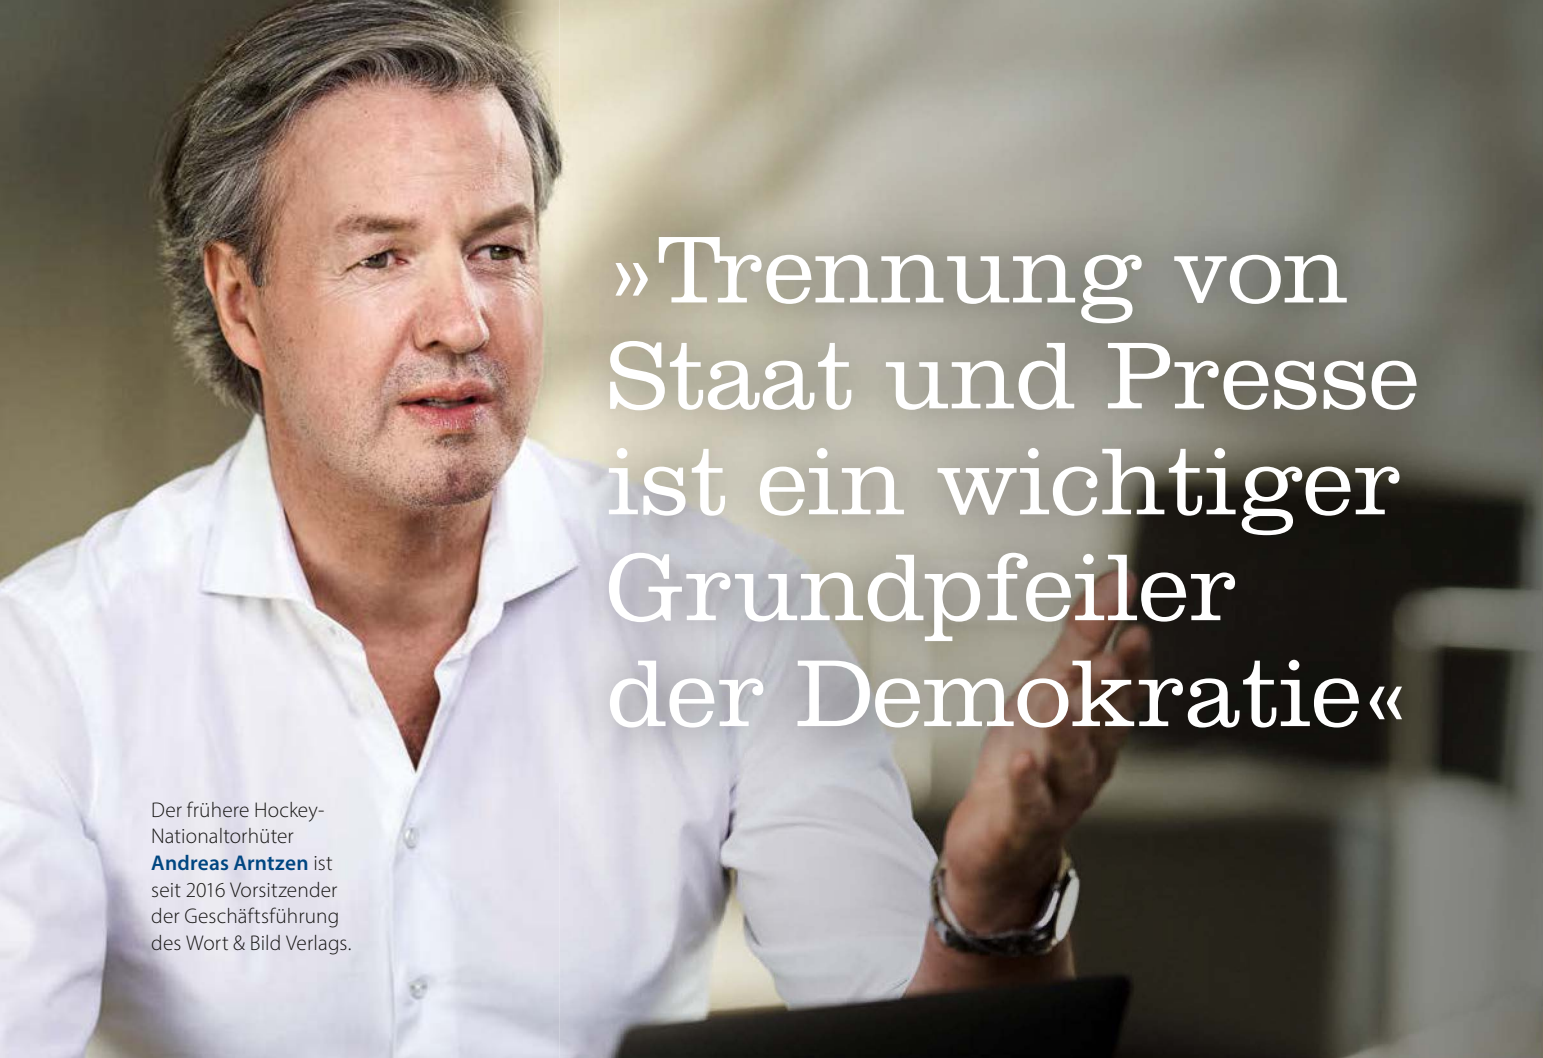 »Trennung von
Staat und Presse
ist ein wichtiger
Grundpfeiler
der Demokratie«
Der frühere Hockey-
Nationaltorhüter
Andreas Arntzen ist
seit 2016 Vorsitzender
der Geschäftsführung
des Wort & Bild Verlags.